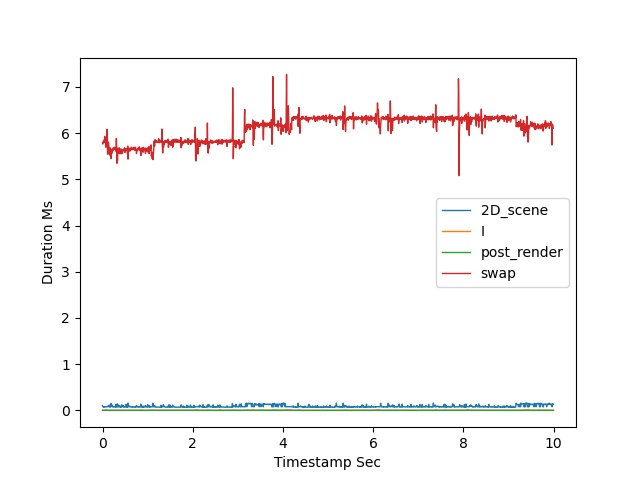 7
6
5
4
3
2
1
0
Duration Ms
2D_scene
I
post_render
swap
0 2 4 6 8 10
Timestamp Sec